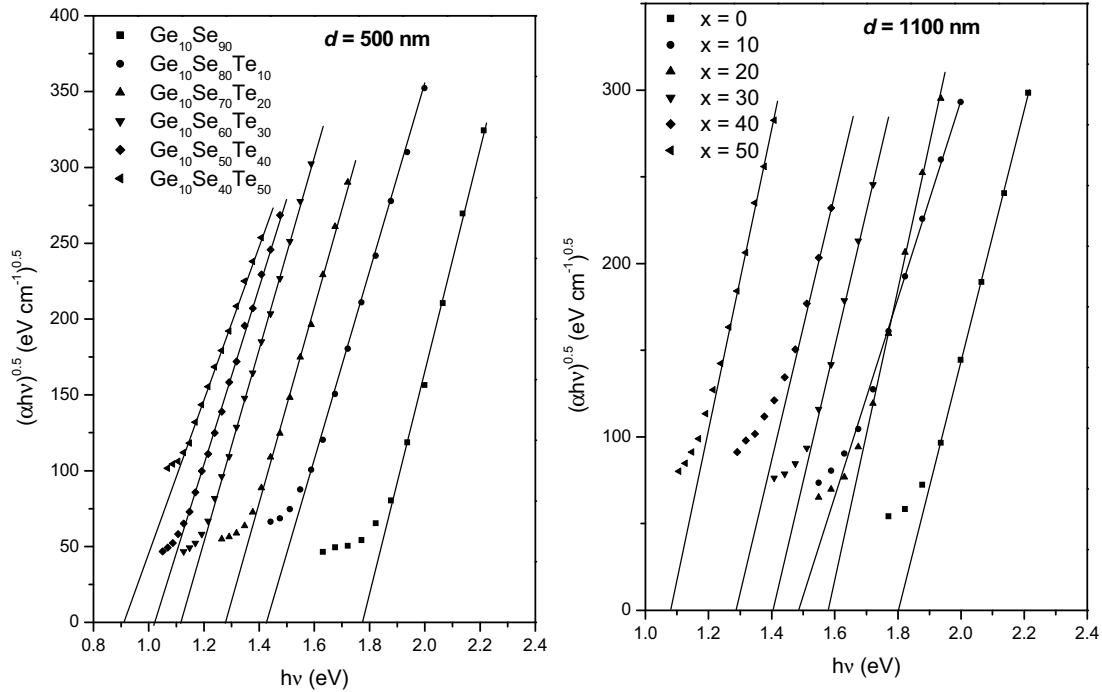 d = 500 nm
Ge10Se90
Ge10Se80Te10
Ge10Se70Te20
Ge10Se60Te30
Ge10Se50Te40
Ge10Se40Te50
400
350
300
250
200
150
100
50
0
(αhν)^0.5 (eV cm^-1)^0.5
0.8 1.0 1.2 1.4 1.6 1.8 2.0 2.2 2.4
hν (eV)
d = 1100 nm
x = 0
x = 10
x = 20
x = 30
x = 40
x = 50
300
200
100
0
(αhν)^0.5 (eV cm^-1)^0.5
1.0 1.2 1.4 1.6 1.8 2.0 2.2 2.4
hν (eV)